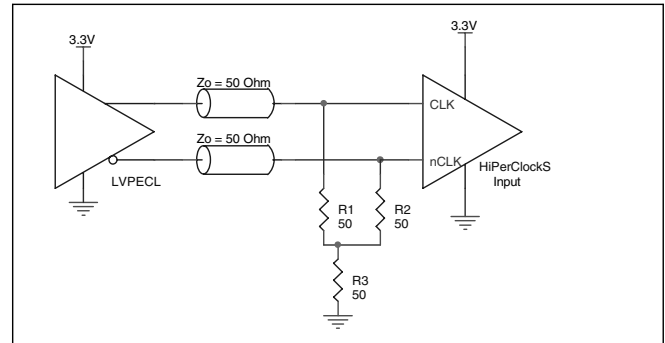 3.3V
3.3V
Zo = 50 Ohm
CLK
Zo = 50 Ohm
nCLK
HiPerClockS
Input
LVPECL
R1
50
R2
50
R3
50